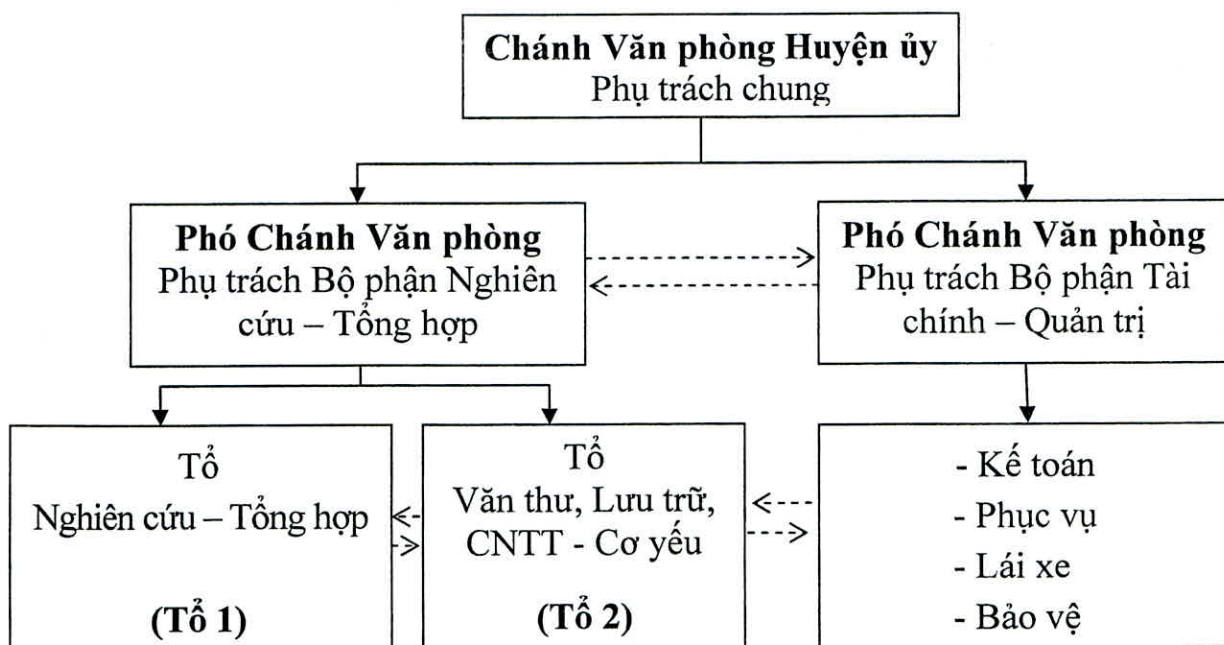 Chánh Văn phòng Huyện ủy
Phụ trách chung
Phó Chánh Văn phòng
Phụ trách Bộ phận Nghiên
cứu – Tổng hợp
Phó Chánh Văn phòng
Phụ trách Bộ phận Tài
chính – Quản trị
Tổ
Nghiên cứu – Tổng hợp
(Tổ 1)
Tổ
Văn thư, Lưu trữ,
CNTT - Cơ yếu
(Tổ 2)
- Kế toán
- Phục vụ
- Lái xe
- Bảo vệ